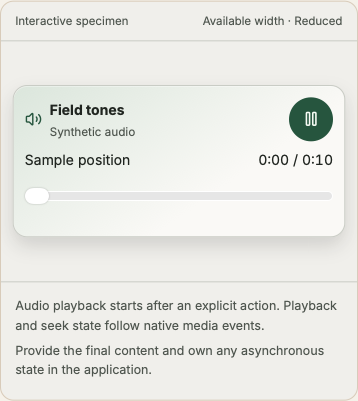 Interactive specimen
Available width · Reduced
Field tones
Synthetic audio
Sample position
0:00 / 0:10
Audio playback starts after an explicit action. Playback
and seek state follow native media events.
Provide the final content and own any asynchronous
state in the application.